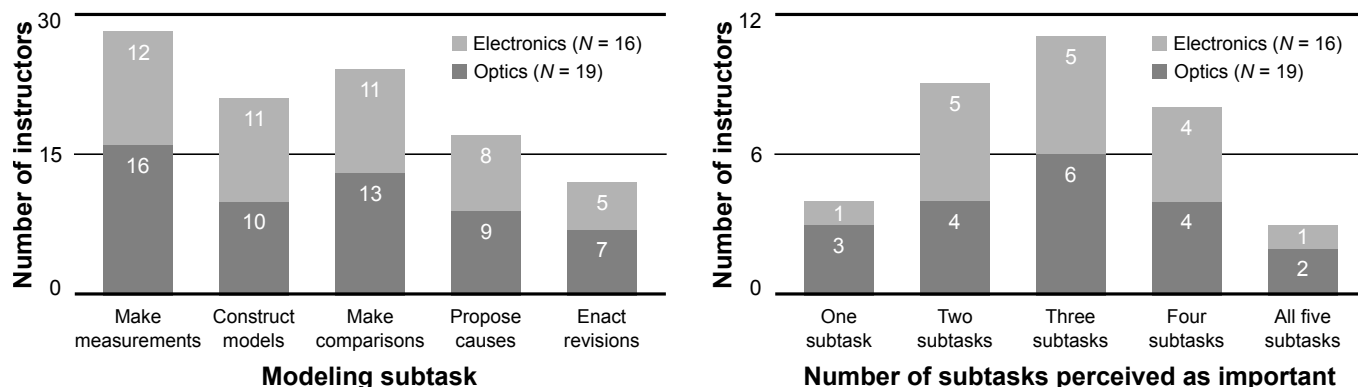 Number of instructors
30
15
0
Electronics (N = 16)
Optics (N = 19)
12
11
11
8
5
16
10
13
9
7
Make measurements
Construct models
Make comparisons
Propose causes
Enact revisions
Modeling subtask
Number of instructors
12
6
0
Electronics (N = 16)
Optics (N = 19)
1
5
5
4
1
3
4
6
4
2
One subtask
Two subtasks
Three subtasks
Four subtasks
All five subtasks
Number of subtasks perceived as important